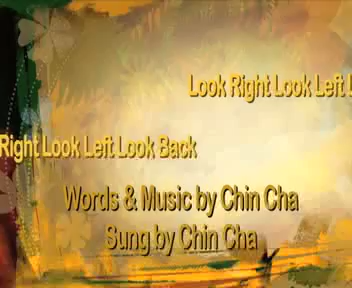 Look Right Look Left L
Right Look Left Look Back
Words & Music by Chin Cha
Sung by Chin Cha